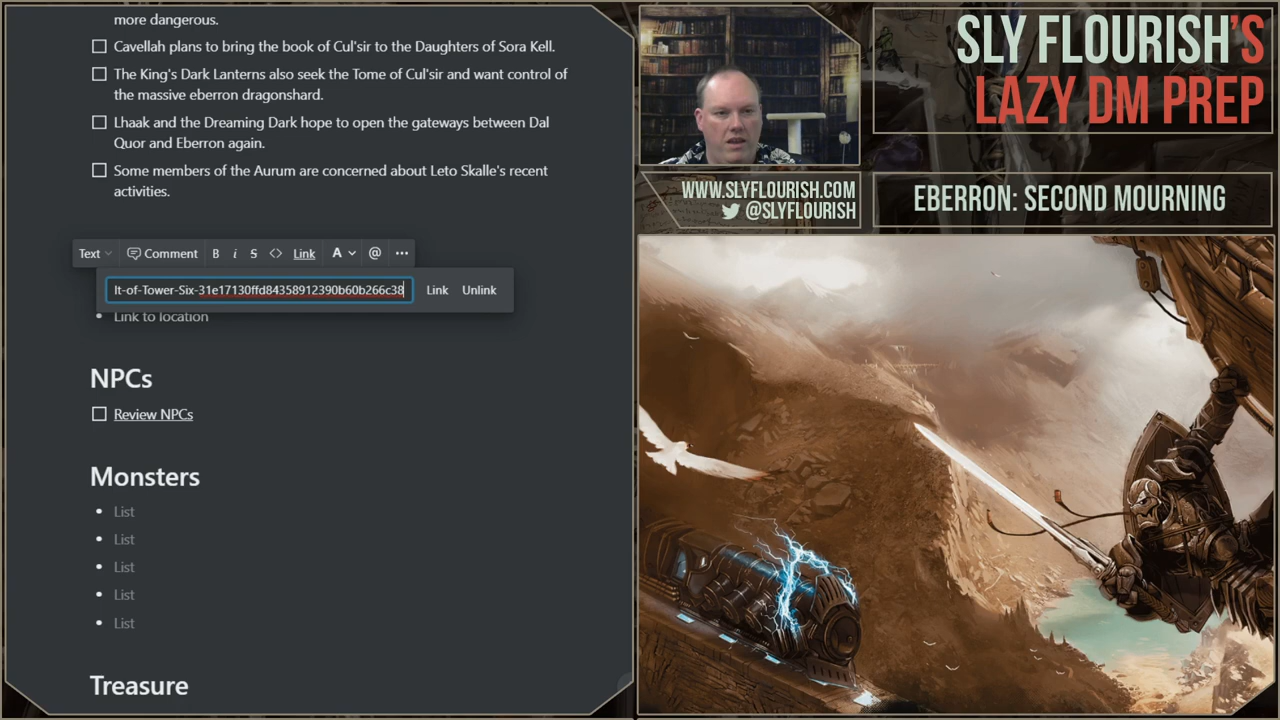 more dangerous.
Cavellah plans to bring the book of Cul'sir to the Daughters of Sora Kell.
The King's Dark Lanterns also seek the Tome of Cul'sir and want control of
the massive eberron dragonshard.
Lhaak and the Dreaming Dark hope to open the gateways between Dal
Quor and Eberron again.
Some members of the Aurum are concerned about Leto Skalle's recent
activities.
Text Comment B i S <> Link A @ •••
lt-of-Tower-Six-31e17130ffd84358912390b60b266c38 Link Unlink
Link to location
NPCs
Review NPCs
Monsters
List
List
List
List
List
Treasure
SLY FLOURISH'S
LAZY DM PREP
WWW.SLYFLOURISH.COM
@SLYFLOURISH
EBERRON: SECOND MOURNING